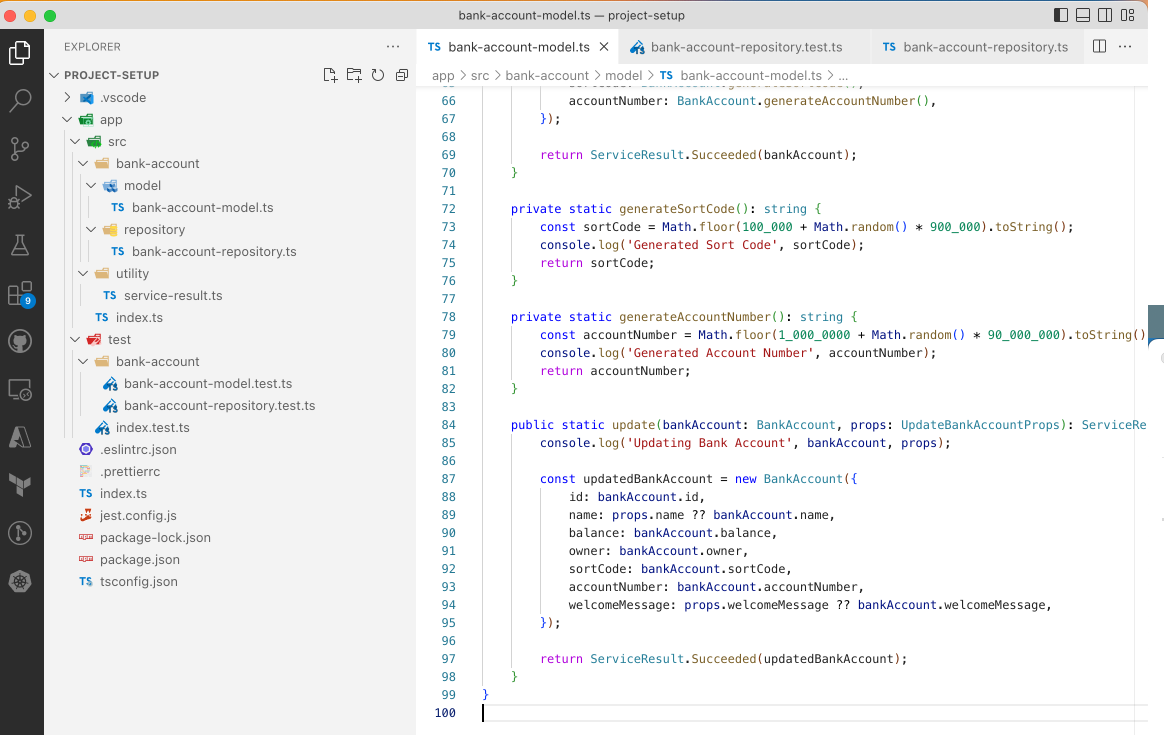 bank-account-model.ts — project-setup
EXPLORER
PROJECT-SETUP
.vscode
app
src
bank-account
model
TS bank-account-model.ts
repository
TS bank-account-repository.ts
utility
TS service-result.ts
TS index.ts
test
bank-account
bank-account-model.test.ts
bank-account-repository.test.ts
index.test.ts
.eslintrc.json
.prettierrc
TS index.ts
jest.config.js
package-lock.json
package.json
TS tsconfig.json
9
TS bank-account-model.ts
bank-account-repository.test.ts
TS bank-account-repository.ts
app > src > bank-account > model > TS bank-account-model.ts > ...
66 accountNumber: BankAccount.generateAccountNumber(),
67 });
68
69 return ServiceResult.Succeeded(bankAccount);
70 }
71
72 private static generateSortCode(): string {
73 const sortCode = Math.floor(100_000 + Math.random() * 900_000).toString();
74 console.log('Generated Sort Code', sortCode);
75 return sortCode;
76 }
77
78 private static generateAccountNumber(): string {
79 const accountNumber = Math.floor(1_000_0000 + Math.random() * 90_000_000).toString()
80 console.log('Generated Account Number', accountNumber);
81 return accountNumber;
82 }
83
84 public static update(bankAccount: BankAccount, props: UpdateBankAccountProps): ServiceRe
85 console.log('Updating Bank Account', bankAccount, props);
86
87 const updatedBankAccount = new BankAccount({
88 id: bankAccount.id,
89 name: props.name ?? bankAccount.name,
90 balance: bankAccount.balance,
91 owner: bankAccount.owner,
92 sortCode: bankAccount.sortCode,
93 accountNumber: bankAccount.accountNumber,
94 welcomeMessage: props.welcomeMessage ?? bankAccount.welcomeMessage,
95 });
96
97 return ServiceResult.Succeeded(updatedBankAccount);
98 }
99 }
100